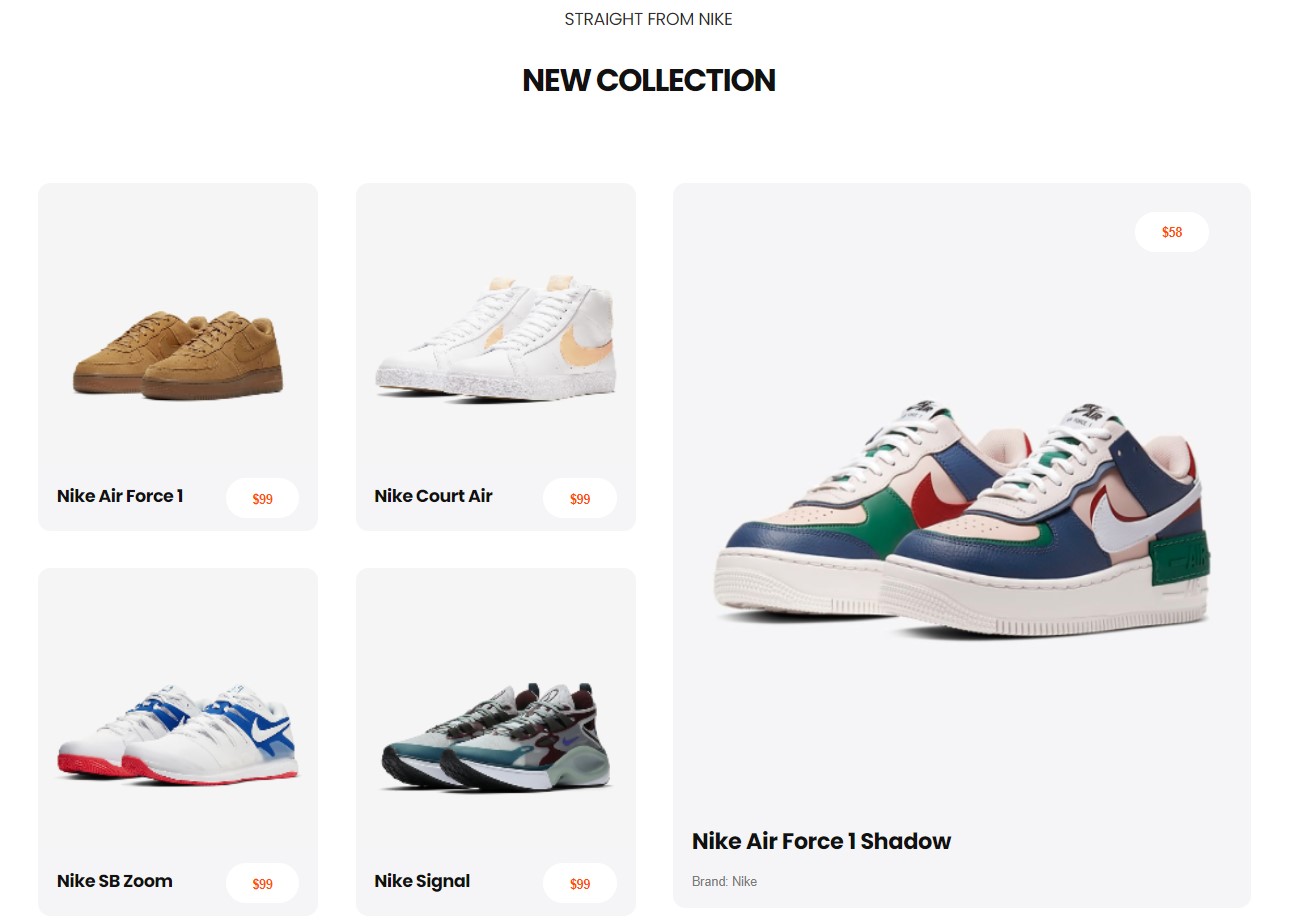 STRAIGHT FROM NIKE
NEW COLLECTION
Nike Air Force 1
$99
Nike Court Air
$99
$58
Nike SB Zoom
$99
Nike Signal
$99
Nike Air Force 1 Shadow
Brand: Nike